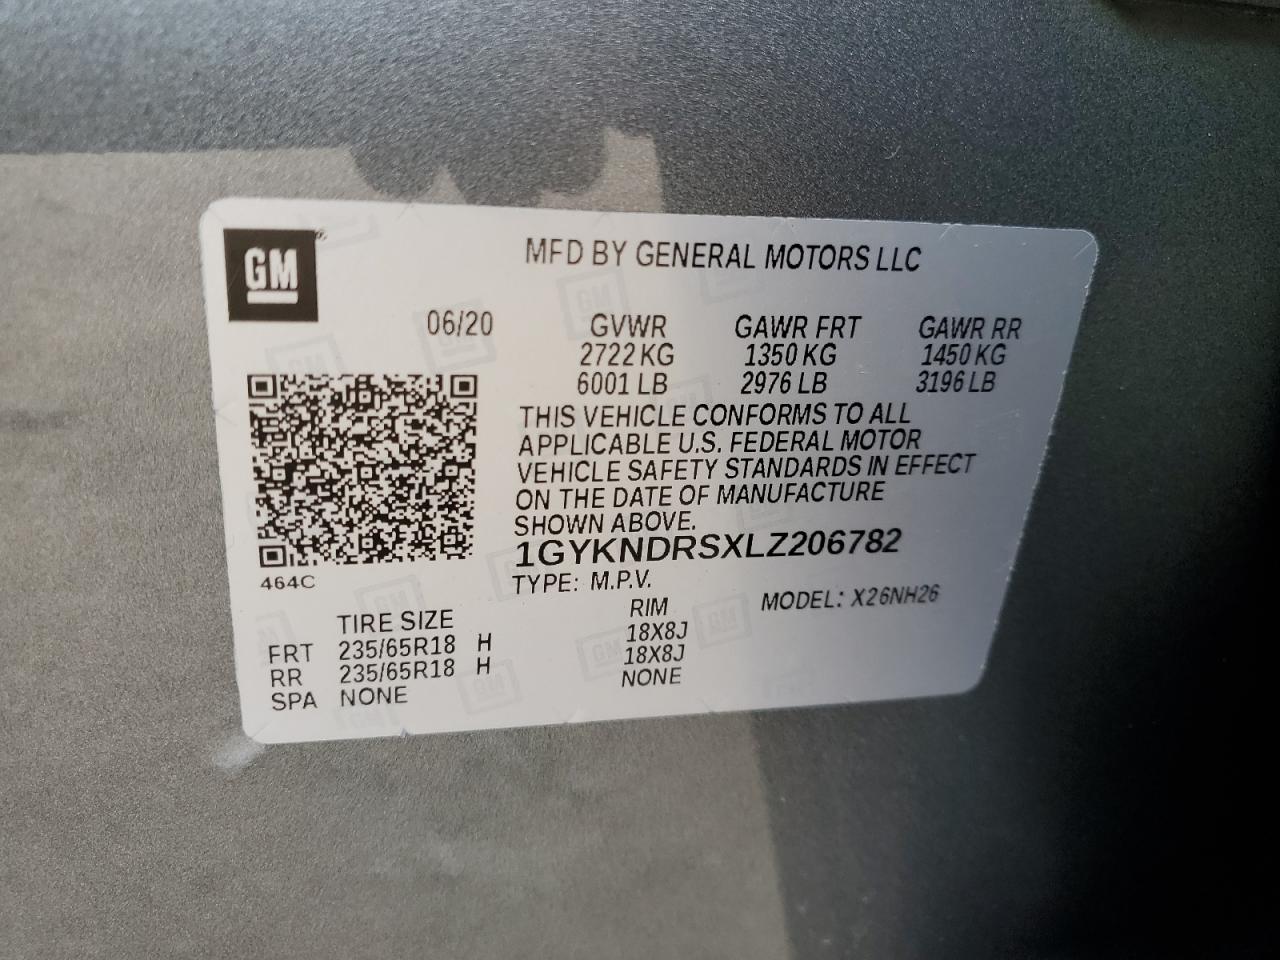 GM
MFD BY GENERAL MOTORS LLC
06/20
GVWR GAWR FRT GAWR RR
2722 KG 1350 KG 1450 KG
6001 LB 2976 LB 3196 LB
THIS VEHICLE CONFORMS TO ALL
APPLICABLE U.S. FEDERAL MOTOR
VEHICLE SAFETY STANDARDS IN EFFECT
ON THE DATE OF MANUFACTURE
SHOWN ABOVE.
1GYKNDRSXLZ206782
464C
TYPE: M.P.V. MODEL: X26NH26
TIRE SIZE RIM
FRT 235/65R18 H 18X8J
RR 235/65R18 H 18X8J
SPA NONE NONE